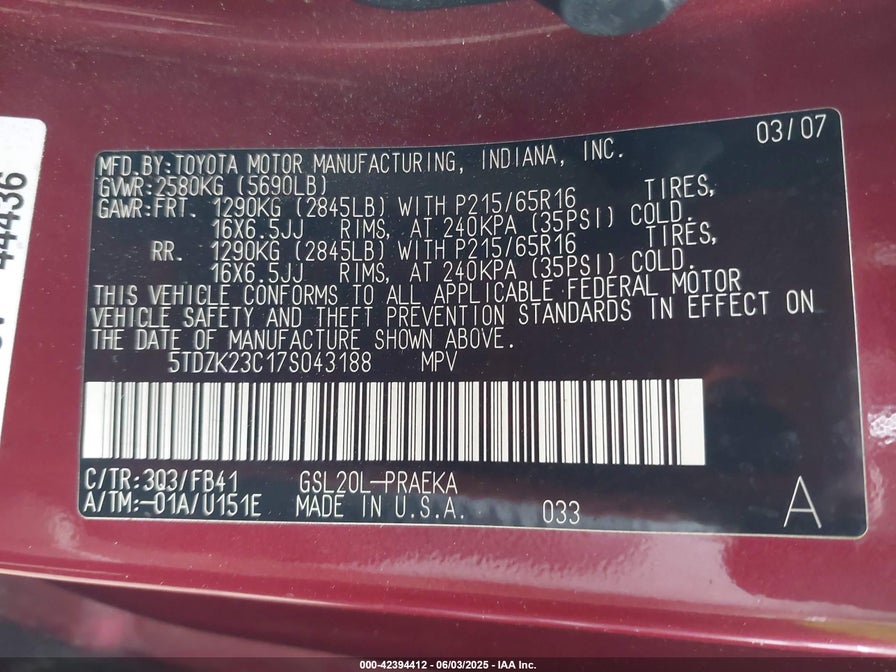 03/07
MFD.BY:TOYOTA MOTOR MANUFACTURING, INDIANA, INC.
GVWR:2580KG (5690LB)
GAWR:FRT. 1290KG (2845LB) WITH P215/65R16 TIRES,
16X6.5JJ RIMS, AT 240KPA (35PSI) COLD.
RR. 1290KG (2845LB) WITH P215/65R16 TIRES,
16X6.5JJ RIMS, AT 240KPA (35PSI) COLD.
THIS VEHICLE CONFORMS TO ALL APPLICABLE FEDERAL MOTOR
VEHICLE SAFETY AND THEFT PREVENTION STANDARDS IN EFFECT ON
THE DATE OF MANUFACTURE SHOWN ABOVE.
5TDZK23C17S043188 MPV
C/TR:3Q3/FB41 GSL20L-PRAEKA
A/TM:-01A/U151E MADE IN U.S.A. 033 A
44436
000-42394412 - 06/03/2025 - IAA Inc.